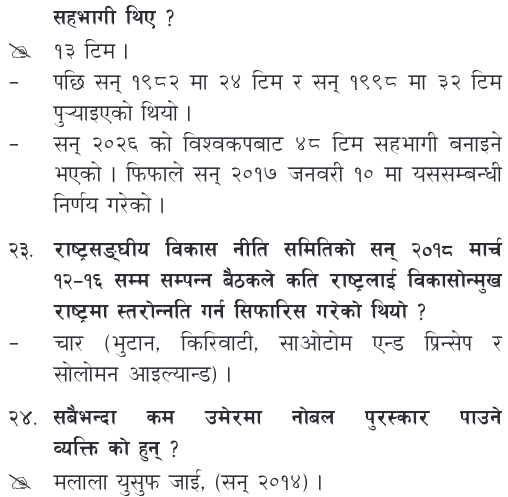 सहभागी थिए ?
१३ टिम ।
- पछि सन् १९८२ मा २४ टिम र सन् १९९८ मा ३२ टिम
पुऱ्याइएको थियो ।
- सन् २०२६ को विश्वकपबाट ४८ टिम सहभागी बनाइने
भएको । फिफाले सन् २०१७ जनवरी १० मा यससम्बन्धी
निर्णय गरेको ।
२३. राष्ट्रसङ्घीय विकास नीति समितिको सन् २०१८ मार्च
१२-१६ सम्म सम्पन्न बैठकले कति राष्ट्रलाई विकासोन्मुख
राष्ट्रमा स्तरोन्नति गर्न सिफारिस गरेको थियो ?
- चार (भुटान, किरिवाटी, साओटोम एन्ड प्रिन्सेप र
सोलोमन आइल्यान्ड) ।
२४. सबैभन्दा कम उमेरमा नोबल पुरस्कार पाउने
व्यक्ति को हुन् ?
मलाला युसुफ जाई, (सन् २०१४) ।